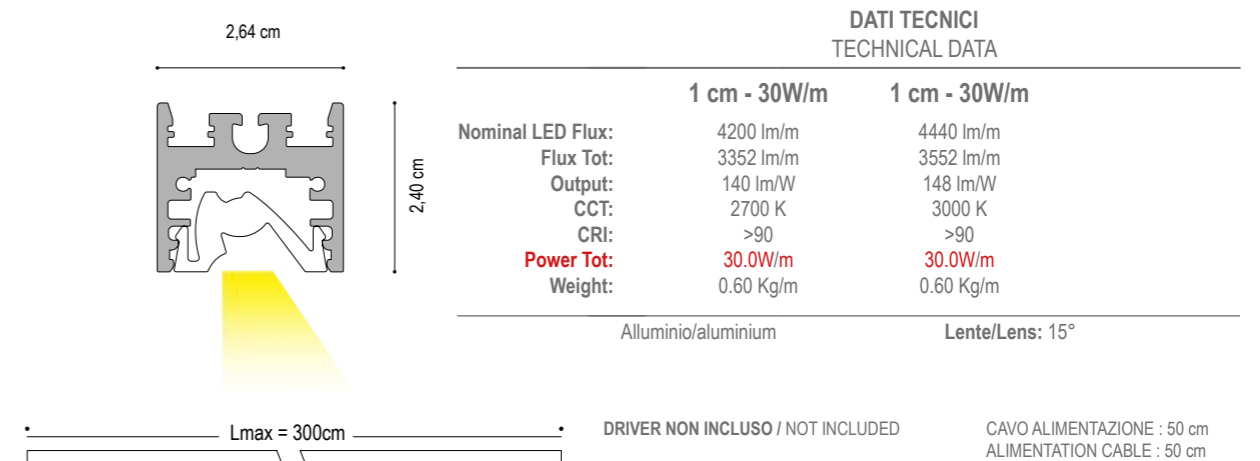 2,64 cm
2,40 cm
DATI TECNICI
TECHNICAL DATA
1 cm - 30W/m 1 cm - 30W/m
Nominal LED Flux: 4200 lm/m 4440 lm/m
Flux Tot: 3352 lm/m 3552 lm/m
Output: 140 lm/W 148 lm/W
CCT: 2700 K 3000 K
CRI: >90 >90
Power Tot: 30.0W/m 30.0W/m
Weight: 0.60 Kg/m 0.60 Kg/m
Alluminio/aluminium Lente/Lens: 15°
Lmax = 300cm
DRIVER NON INCLUSO / NOT INCLUDED
CAVO ALIMENTAZIONE : 50 cm
ALIMENTATION CABLE : 50 cm